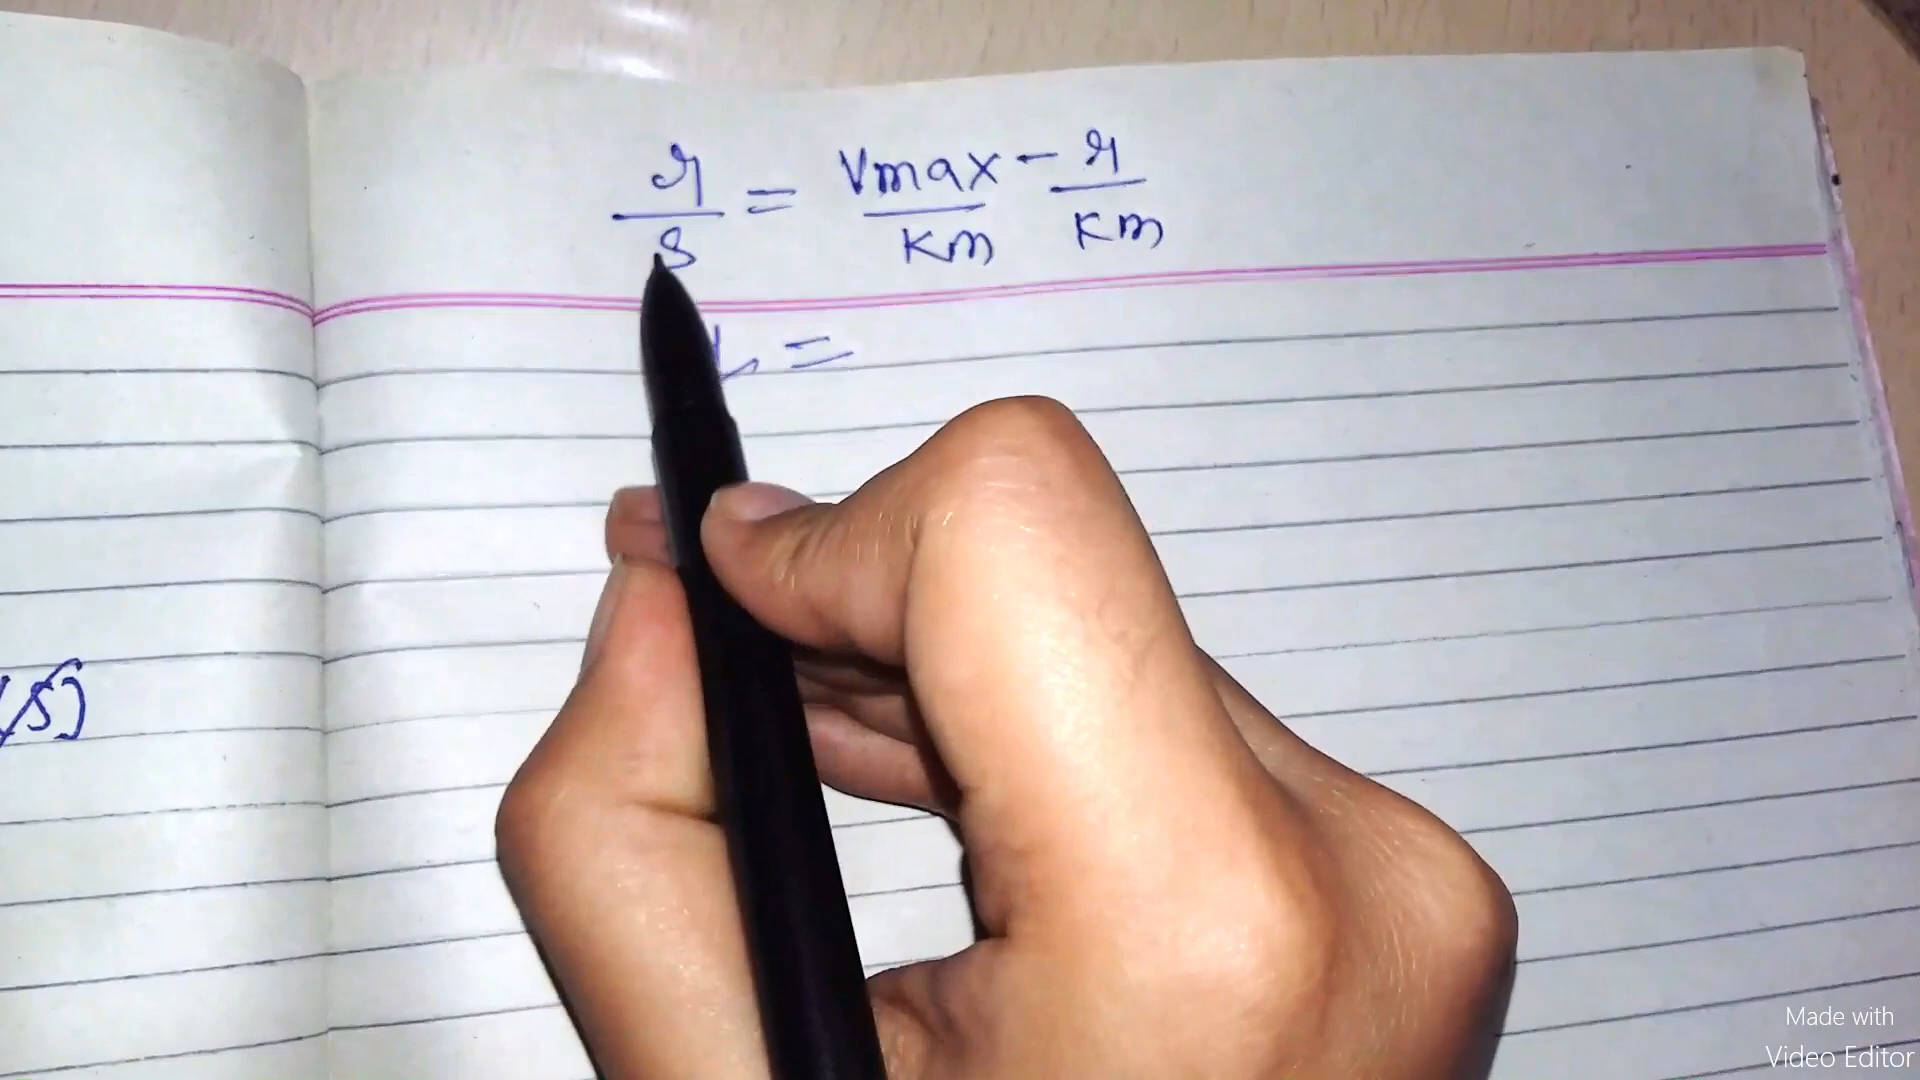 r/s = Vmax/Km - r/Km
=
/S)
Made with
Video Editor